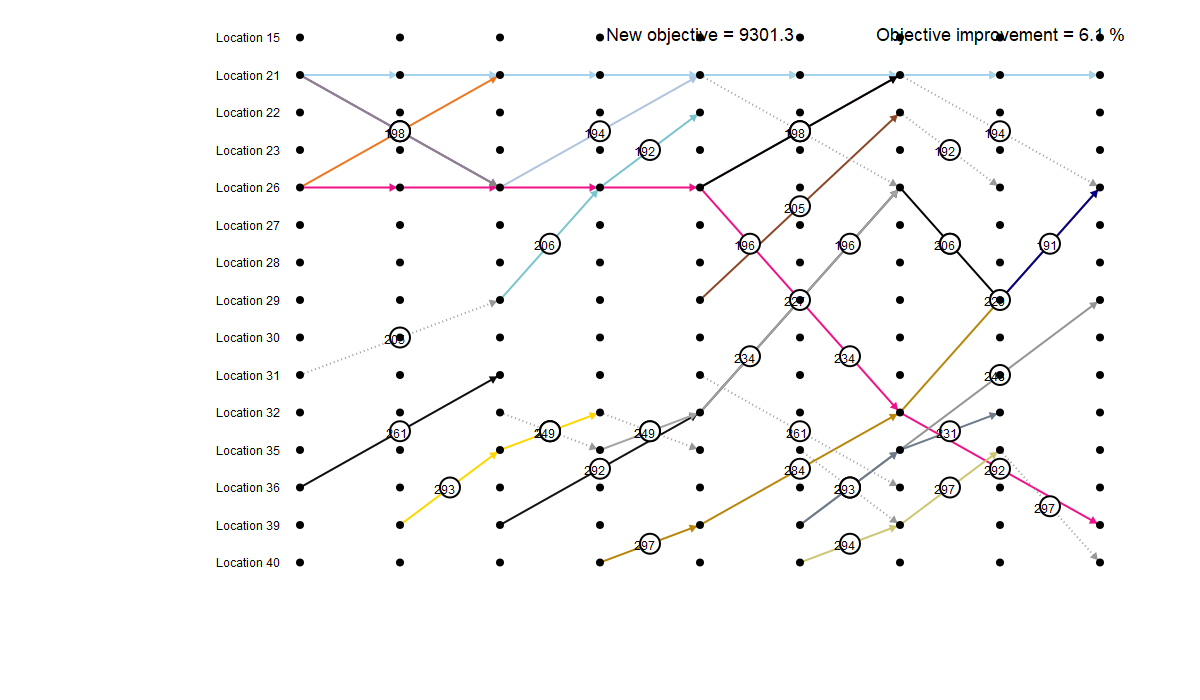 New objective = 9301.3 Objective improvement = 6.1 %
Location 15
Location 21
Location 22
198 194 198 194
Location 23
192 192
Location 26
205
Location 27
206 196 196 206 191
Location 28
Location 29
Location 30
Location 31
234 234
Location 32
261 249 249 261 231
Location 35
292 284 292
Location 36
293 293 297
297
Location 39
297 294
Location 40